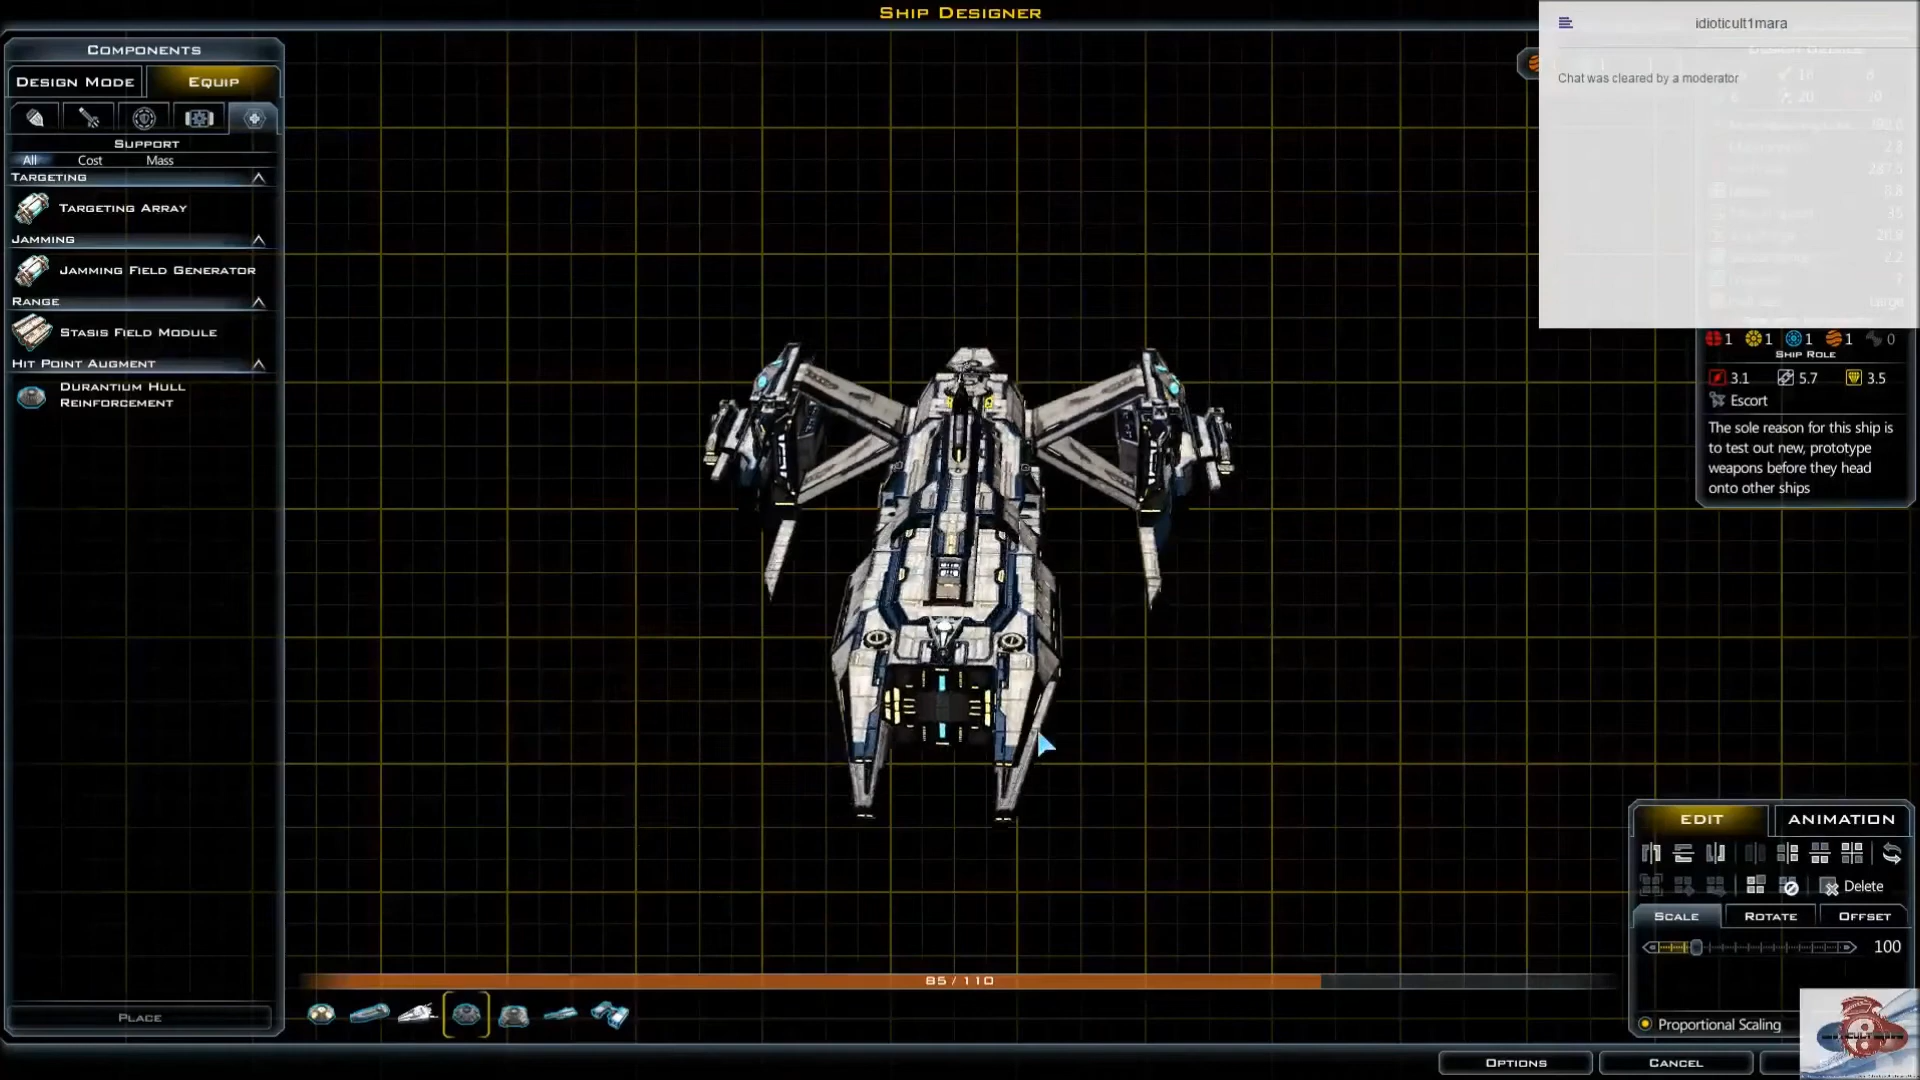 SHIP DESIGNER
COMPONENTS
DESIGN MODE
EQUIP
SUPPORT
All Cost Mass
TARGETING
TARGETING ARRAY
JAMMING
JAMMING FIELD GENERATOR
RANGE
STASIS FIELD MODULE
HIT POINT AUGMENT
DURANTIUM HULL
REINFORCEMENT
PLACE
85 / 110
idioticult1mara
Chat was cleared by a moderator
1 1 1 1 0
SHIP ROLE
3.1 5.7 3.5
Escort
The sole reason for this ship is
to test out new, prototype
weapons before they head
onto other ships
EDIT
ANIMATION
Delete
SCALE ROTATE OFFSET
100
Proportional Scaling
OPTIONS
CANCEL